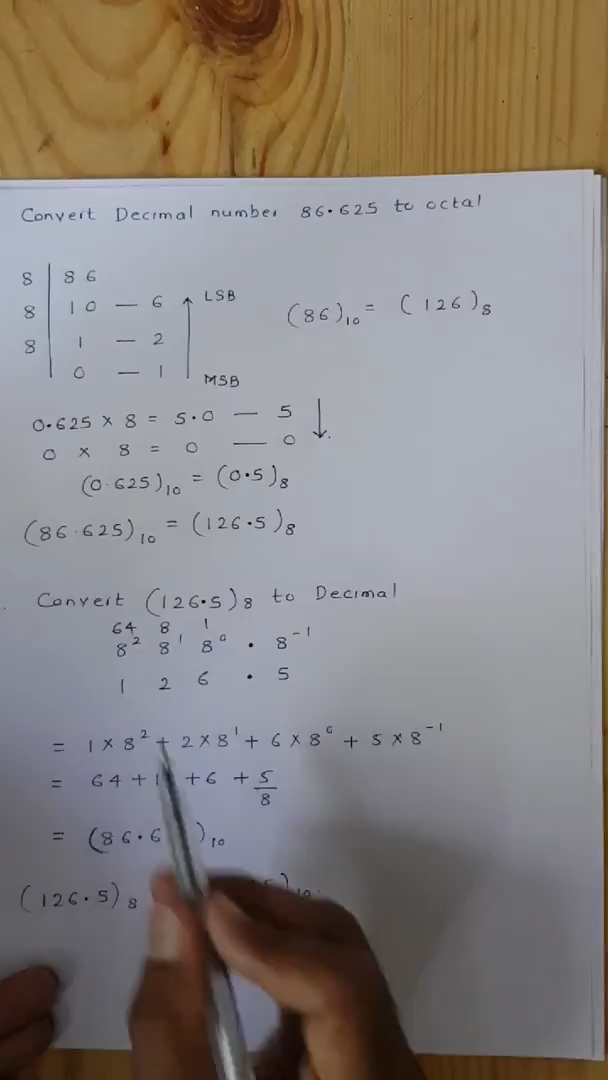 Convert Decimal number 86.625 to octal
8 | 86
8 | 10 — 6 LSB
8 | 1 — 2
0 — 1 MSB
(86)₁₀ = (126)₈
0.625 × 8 = 5.0 — 5
0 × 8 = 0 — 0
(0.625)₁₀ = (0.5)₈
(86.625)₁₀ = (126.5)₈
Convert (126.5)₈ to Decimal
64 8 1
8² 8¹ 8⁰ . 8⁻¹
1 2 6 . 5
= 1 × 8² + 2 × 8¹ + 6 × 8⁰ + 5 × 8⁻¹
= 64 + 1 + 6 + 5/8
= (86.6 )₁₀
(126.5)₈ 5)₁₀